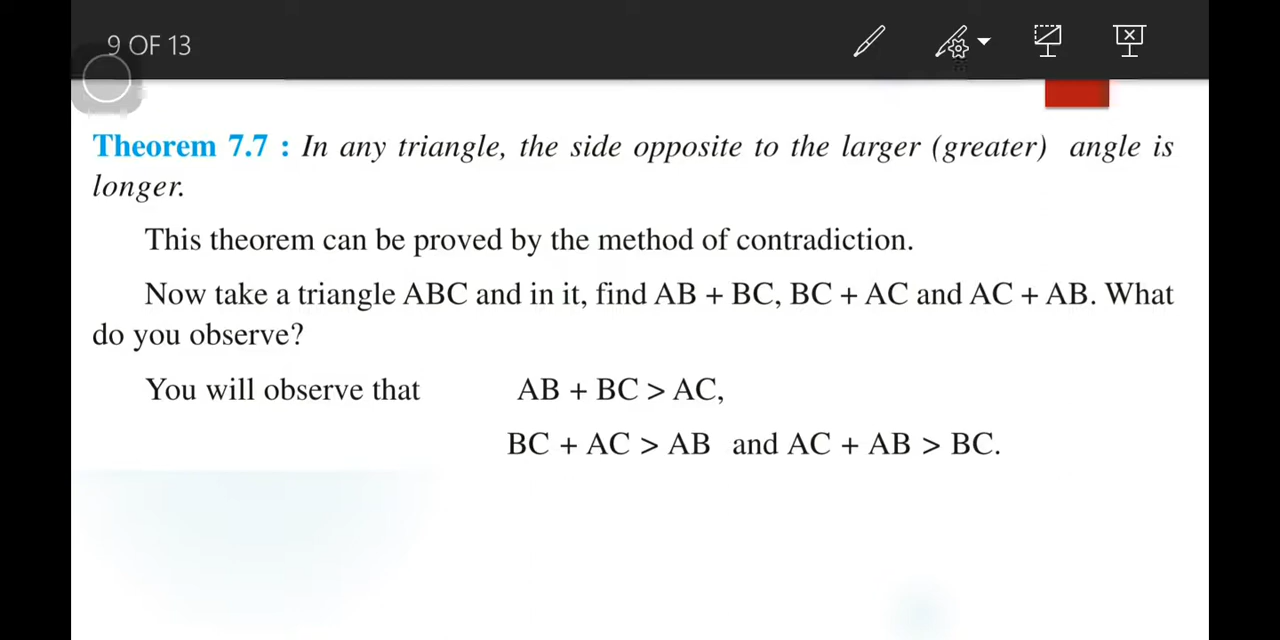 9 OF 13
Theorem 7.7 : In any triangle, the side opposite to the larger (greater) angle is
longer.
This theorem can be proved by the method of contradiction.
Now take a triangle ABC and in it, find AB + BC, BC + AC and AC + AB. What
do you observe?
You will observe that AB + BC > AC,
BC + AC > AB and AC + AB > BC.